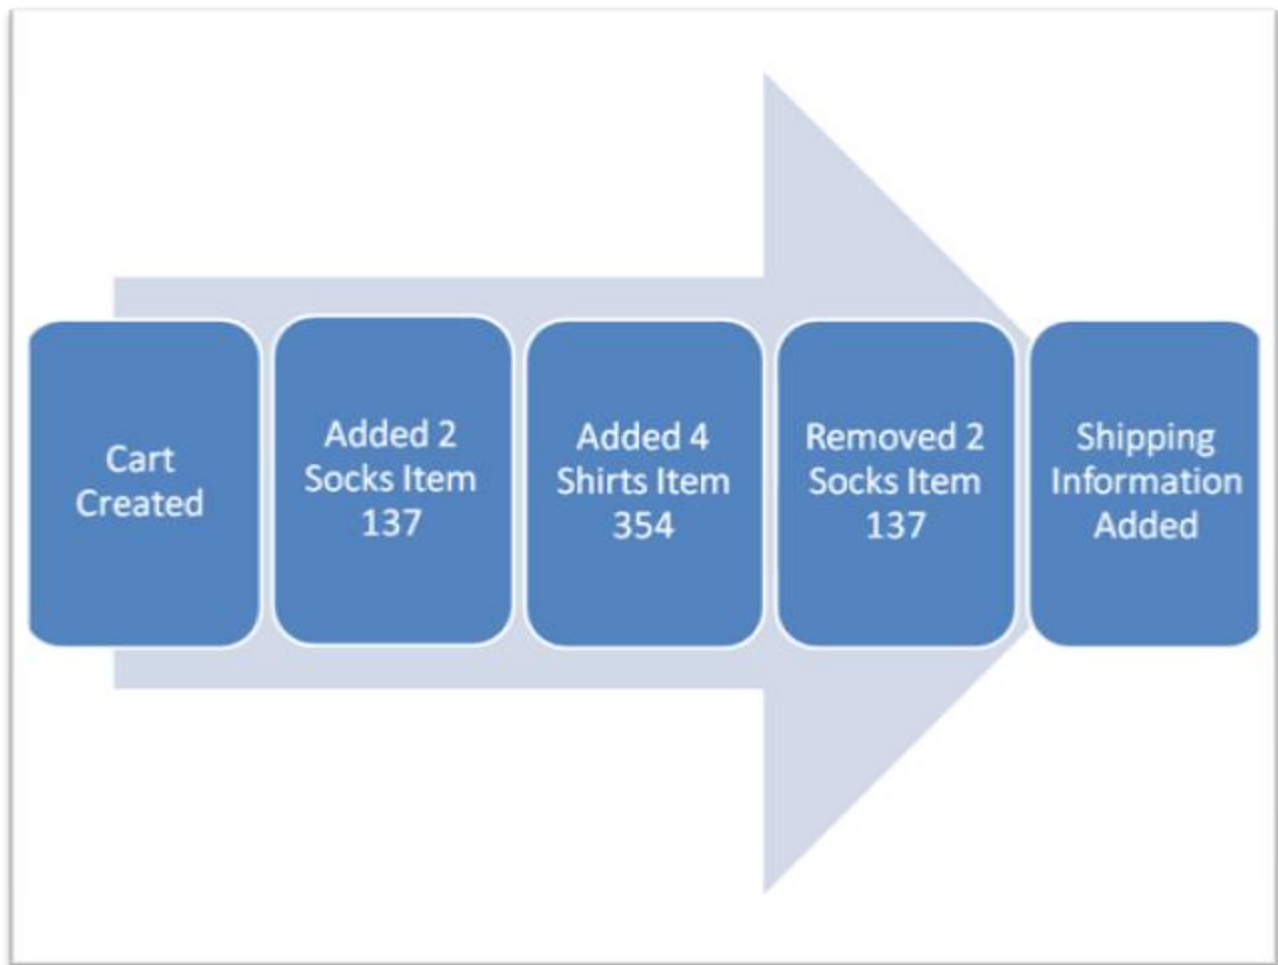 Cart
Created
Added 2
Socks Item
137
Added 4
Shirts Item
354
Removed 2
Socks Item
137
Shipping
Information
Added